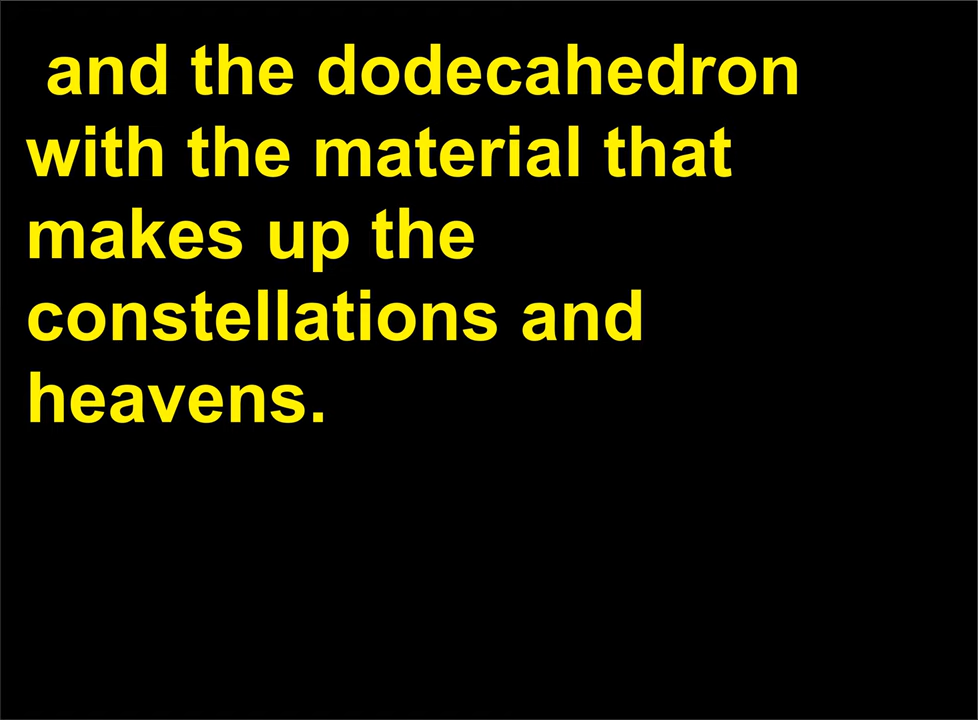 and the dodecahedron
with the material that
makes up the
constellations and
heavens.